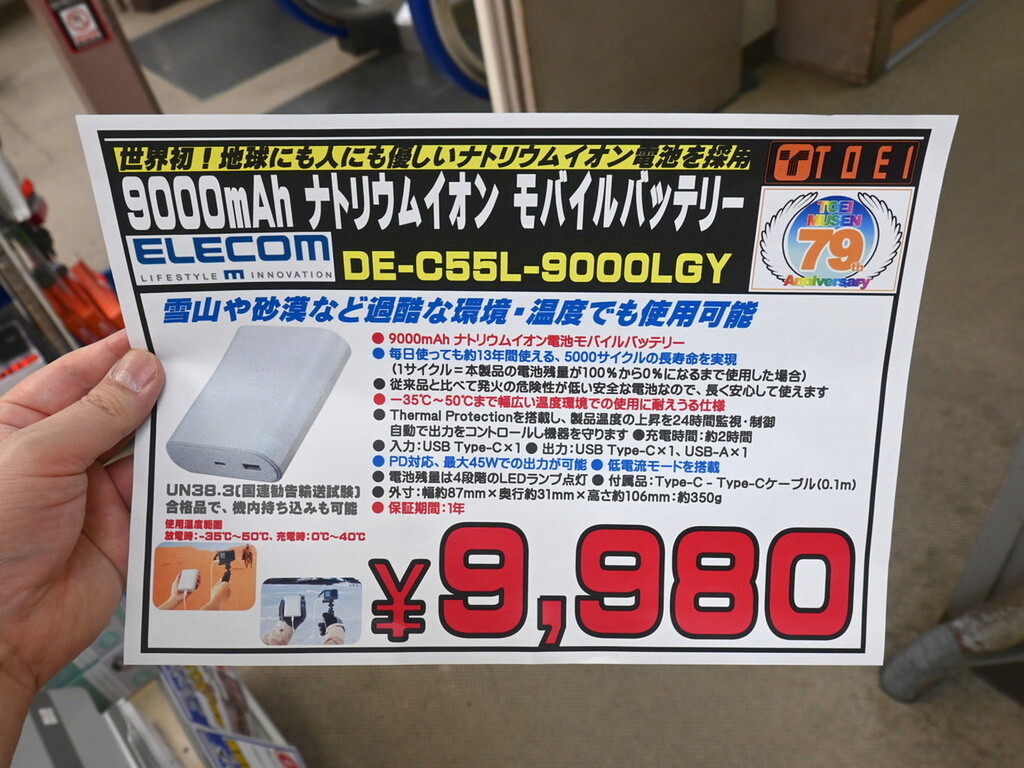 世界初！地球にも人にも優しいナトリウムイオン電池を採用
TOEI
9000mAh ナトリウムイオン モバイルバッテリー
ELECOM
LIFESTYLE INNOVATION
DE-C55L-9000LGY
TOEI
MUSEN
79th
Anniversary
雪山や砂漠など過酷な環境・温度でも使用可能
●9000mAh ナトリウムイオン電池モバイルバッテリー
●毎日使っても約13年間使える、5000サイクルの長寿命を実現
（1サイクル＝本製品の電池残量が100％から0％になるまで使用した場合）
●従来品と比べて発火の危険性が低い安全な電池なので、長く安心して使えます
●－35℃～50℃まで幅広い温度環境での使用に耐えうる仕様
●Thermal Protectionを搭載し、製品温度の上昇を24時間監視・制御
自動で出力をコントロールし機器を守ります ●充電時間：約2時間
●入力：USB Type-C×1 ●出力：USB Type-C×1、USB-A×1
●PD対応、最大45Wでの出力が可能 ●低電流モードを搭載
●電池残量は4段階のLEDランプ点灯 ●付属品：Type-C - Type-Cケーブル(0.1m)
●外寸：幅約87mm×奥行約31mm×高さ約106mm：約350g
●保証期間：1年
UN38.3〔国連勧告輸送試験〕
合格品で、機内持ち込みも可能
使用温度範囲
放電時：-35℃～50℃、充電時：0℃～40℃
￥9,980